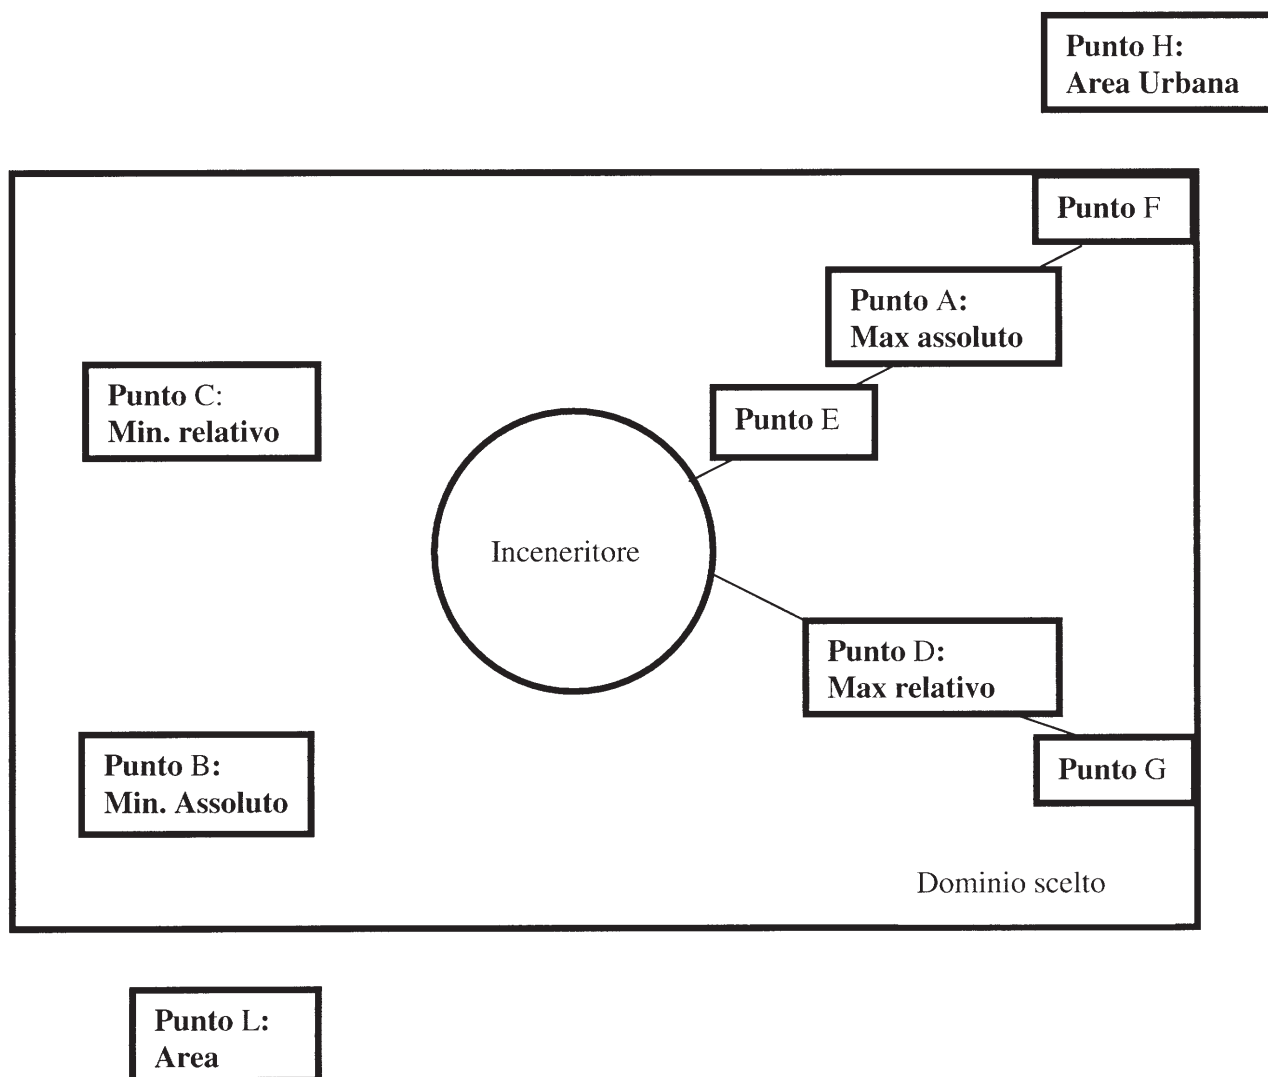 Punto H:
Area Urbana
Punto F
Punto A:
Max assoluto
Punto C:
Min. relativo
Punto E
Inceneritore
Punto D:
Max relativo
Punto B:
Min. Assoluto
Punto G
Dominio scelto
Punto L:
Area